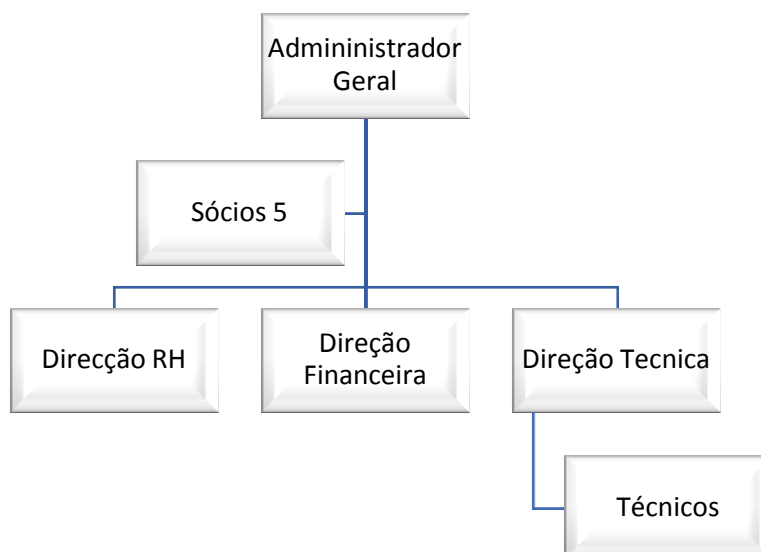 Admininistrador
Geral
Sócios 5
Direcção RH
Direção
Financeira
Direção Tecnica
Técnicos